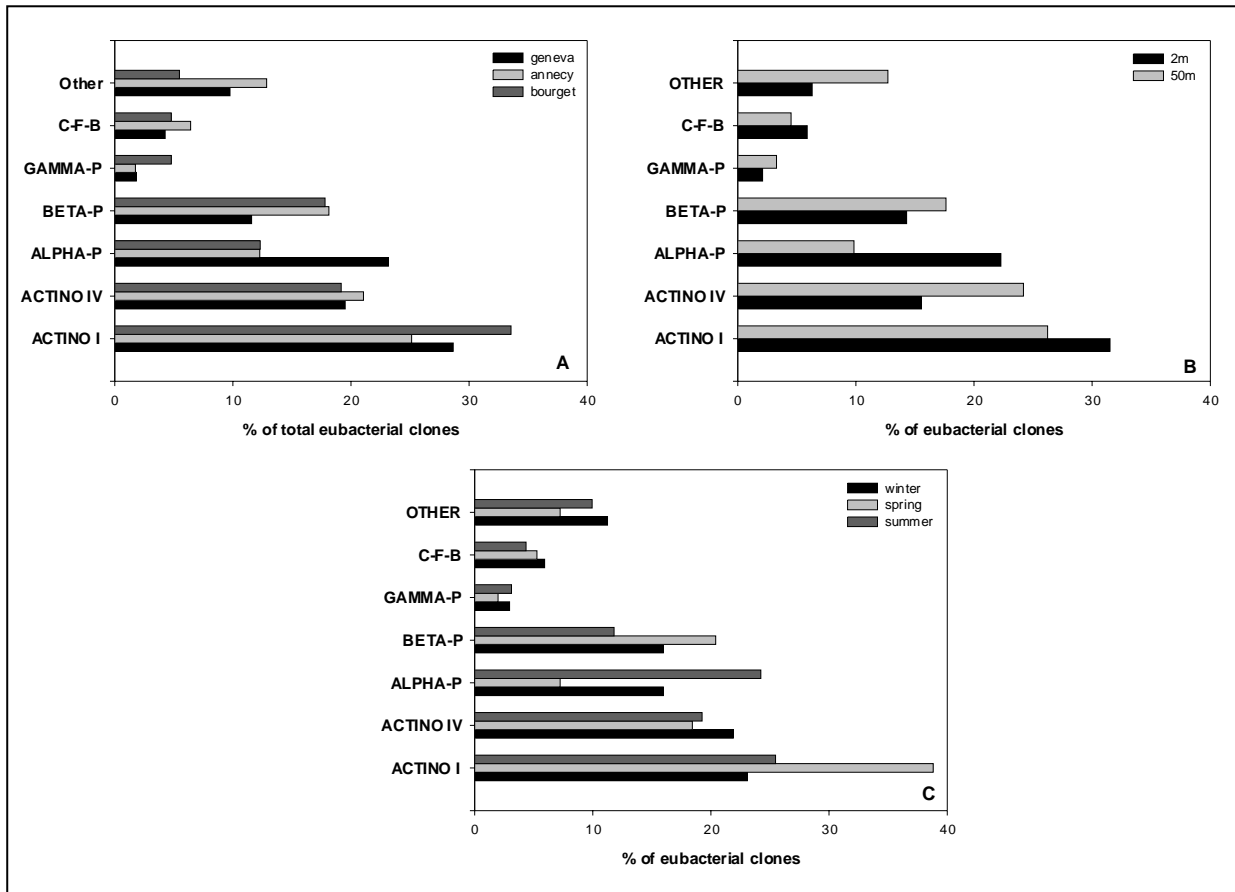 geneva
annecy
bourget
Other
C-F-B
GAMMA-P
BETA-P
ALPHA-P
ACTINO IV
ACTINO I
A
0 10 20 30 40
% of total eubacterial clones
2m
50m
OTHER
C-F-B
GAMMA-P
BETA-P
ALPHA-P
ACTINO IV
ACTINO I
B
0 10 20 30 40
% of eubacterial clones
winter
spring
summer
OTHER
C-F-B
GAMMA-P
BETA-P
ALPHA-P
ACTINO IV
ACTINO I
C
0 10 20 30 40
% of eubacterial clones